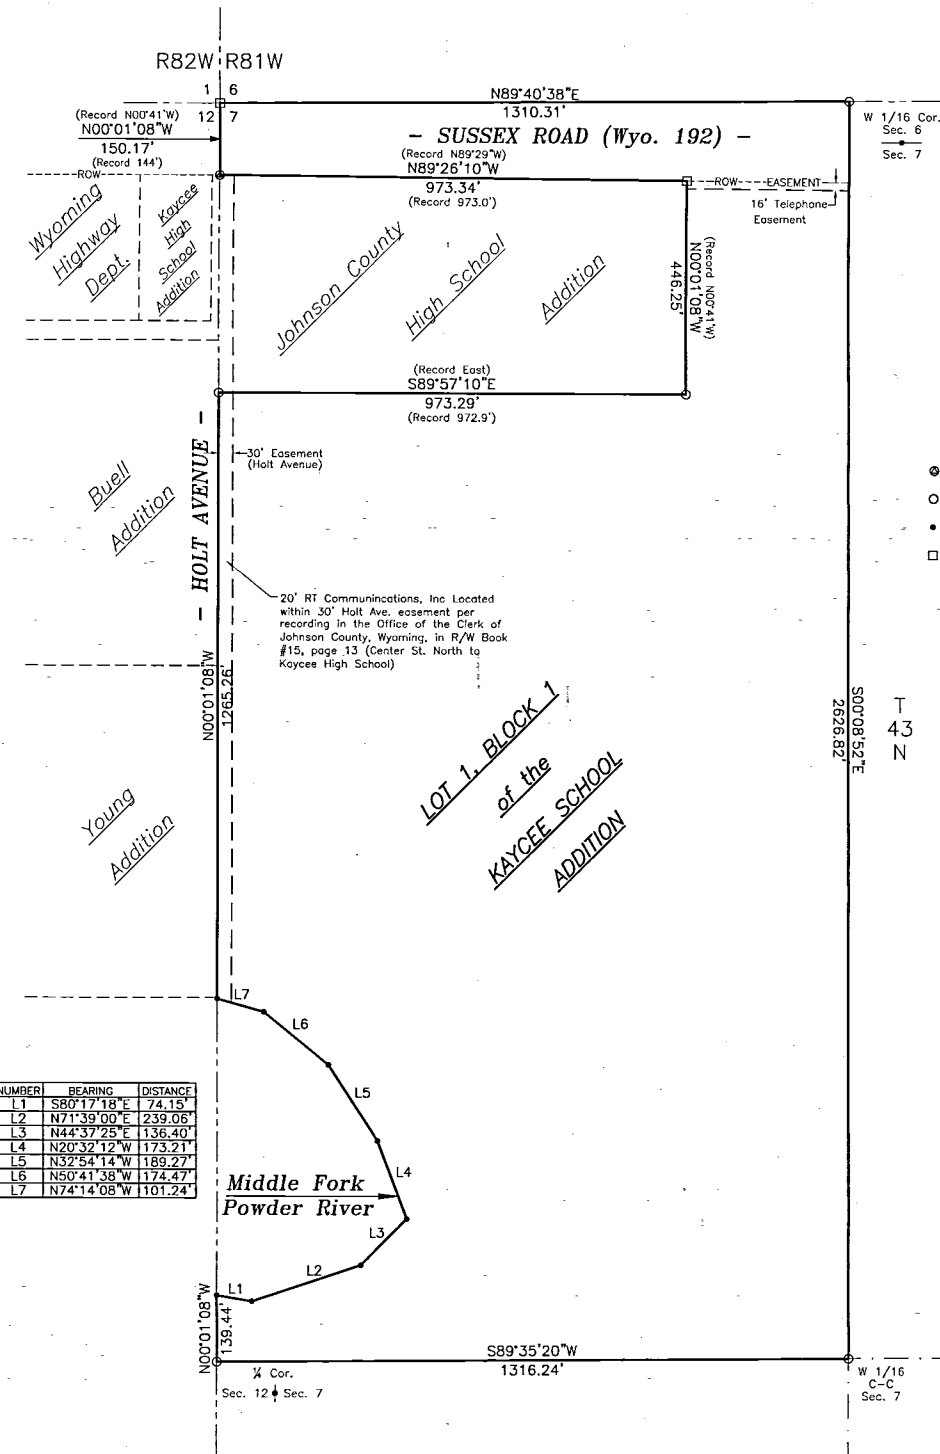 R82W R81W
1 6
12 7
(Record N00°41'W)
N00°01'08"W
150.17'
(Record 144')
ROW
N89°40'38"E
1310.31'
- SUSSEX ROAD (Wyo. 192) -
(Record N89°29'W)
N89°26'10"W
973.34'
(Record 973.0')
W 1/16 Cor.
Sec. 6
Sec. 7
ROW EASEMENT
16' Telephone
Easement
Wyoming
Highway
Dept.
Kaycee
High
School
Addition
Johnson County
High School
Addition
(Record N00°41'W)
N00°01'08"W
446.25'
(Record East)
S89°57'10"E
973.29'
(Record 972.9')
30' Easement
(Holt Avenue)
Buell
Addition
- HOLT AVENUE -
20' RT Communincations, Inc Located
within 30' Holt Ave. easement per
recording in the Office of the Clerk of
Johnson County, Wyoming, in R/W Book
#15, page 13 (Center St. North to
Kaycee High School)
N00°01'08"W
1265.26'
LOT 1, BLOCK 1
of the
KAYCEE SCHOOL
ADDITION
S00°08'52"E
2626.82'
T
43
N
Young
Addition
L7
L6
L5
L4
L3
L2
L1
NUMBER BEARING DISTANCE
L1 S80°17'18"E 74.15'
L2 N71°39'00"E 239.06'
L3 N44°37'25"E 136.40'
L4 N20°32'12"W 173.21'
L5 N32°54'14"W 189.27'
L6 N50°41'38"W 174.47'
L7 N74°14'08"W 101.24'
Middle Fork
Powder River
N00°01'08"W
139.44'
S89°35'20"W
1316.24'
¼ Cor.
Sec. 12 Sec. 7
W 1/16
C-C
Sec. 7